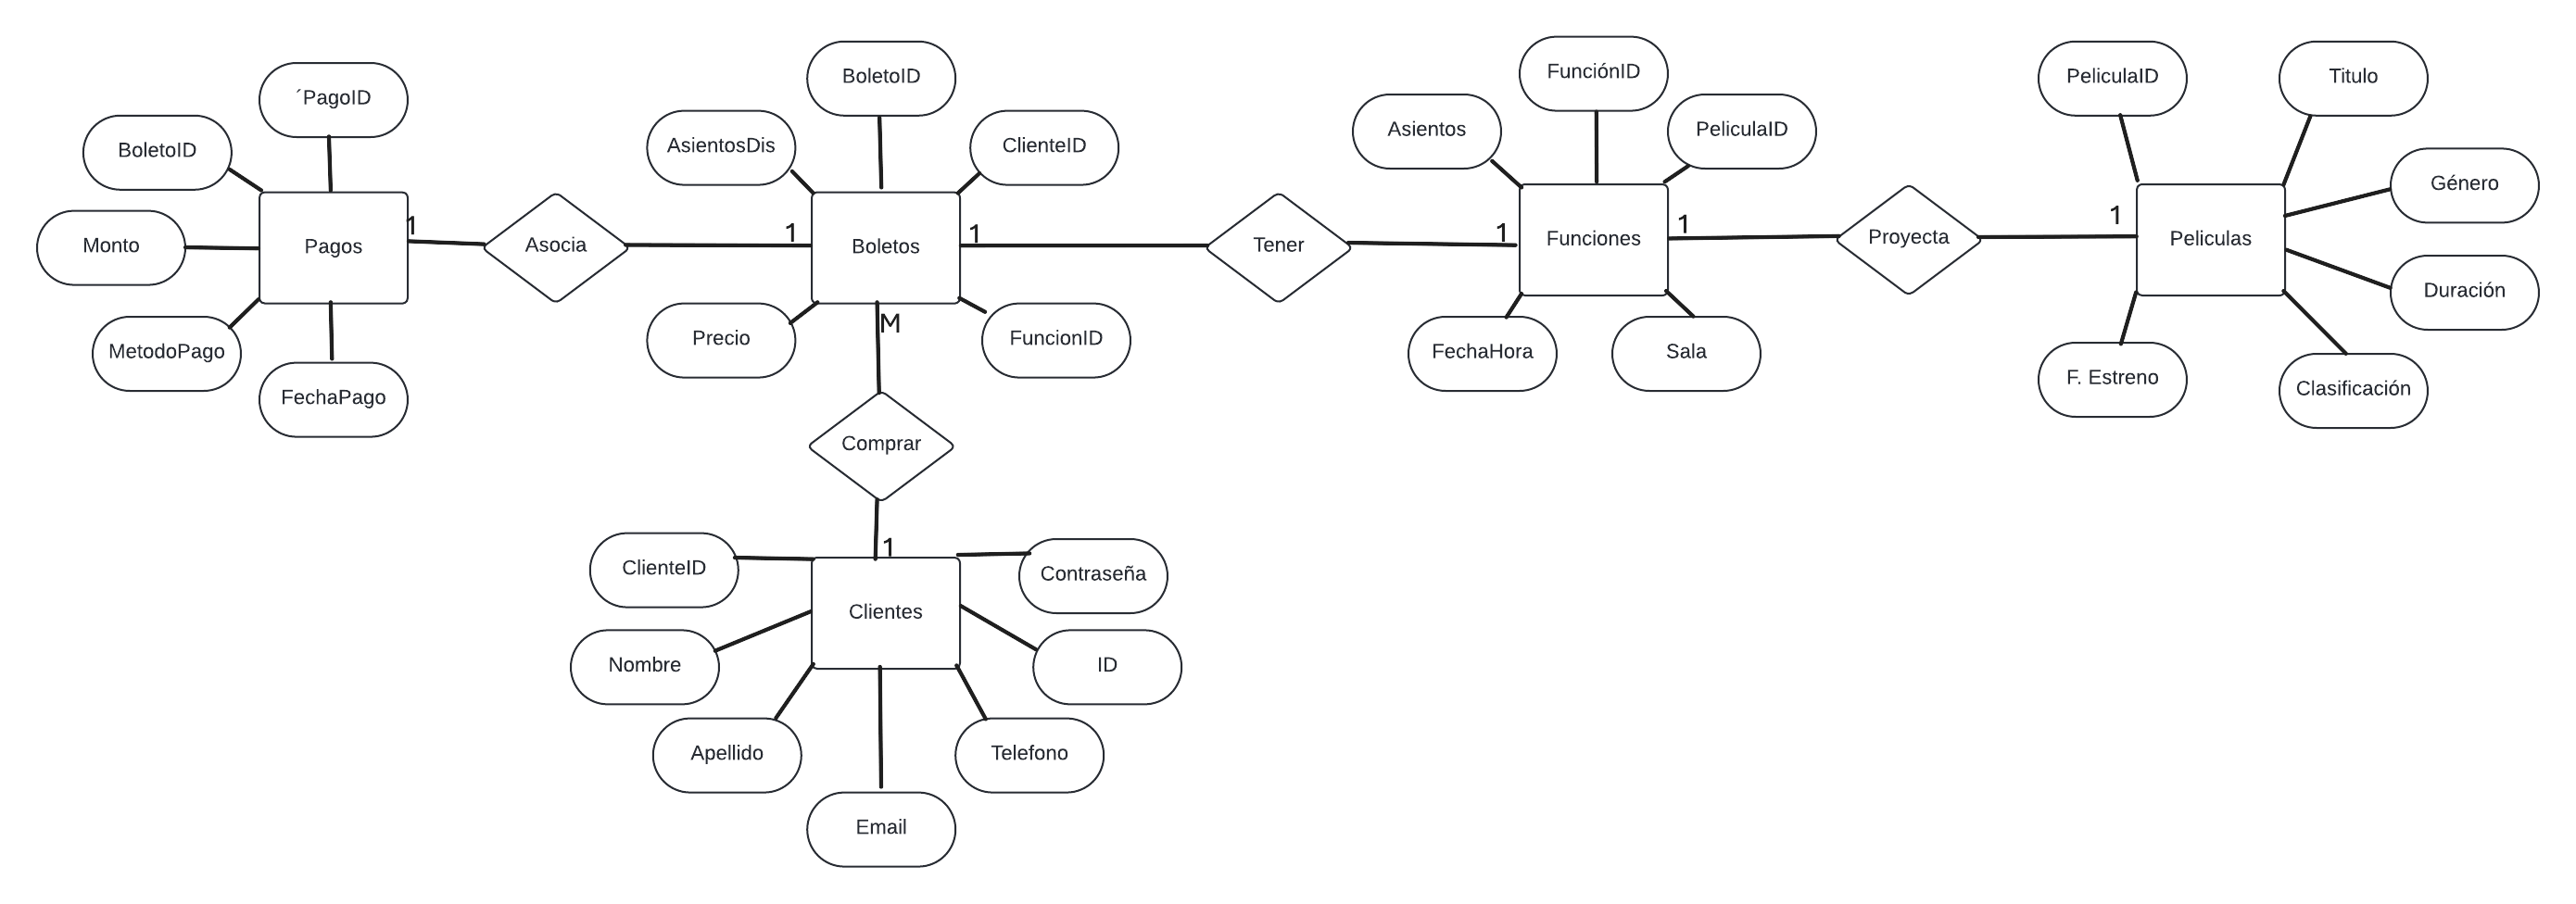 ´PagoID
BoletoID
Monto
MetodoPago
FechaPago
Pagos
1
Asocia
1
BoletoID
AsientosDis
ClienteID
Boletos
Precio
FuncionID
1
M
Tener
1
FunciónID
Asientos
PeliculaID
Funciones
FechaHora
Sala
1
Proyecta
1
PeliculaID
Titulo
Género
Peliculas
Duración
F. Estreno
Clasificación
Comprar
1
ClienteID
Contraseña
Clientes
Nombre
ID
Apellido
Telefono
Email